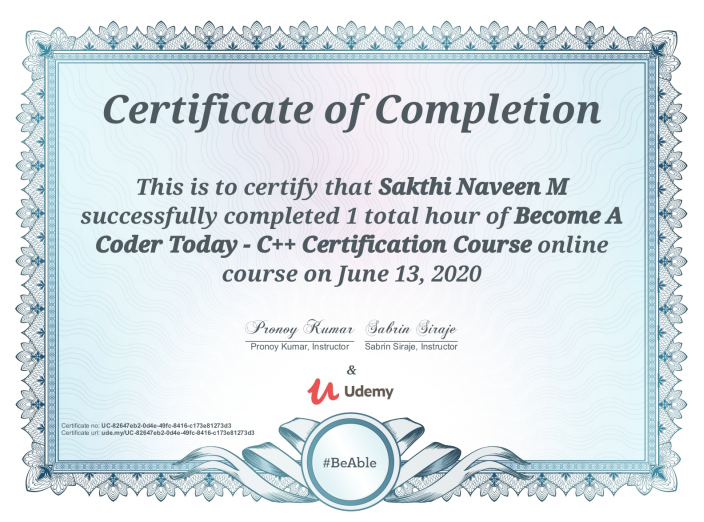 Certificate of Completion
This is to certify that Sakthi Naveen M
successfully completed 1 total hour of Become A
Coder Today - C++ Certification Course online
course on June 13, 2020
Pronoy Kumar Sabrin Siraje
Pronoy Kumar, Instructor Sabrin Siraje, Instructor
&
Udemy
Certificate no: UC-82647eb2-0d4e-49fc-8416-c173e81273d3
Certificate url: ude.my/UC-82647eb2-0d4e-49fc-8416-c173e81273d3
#BeAble